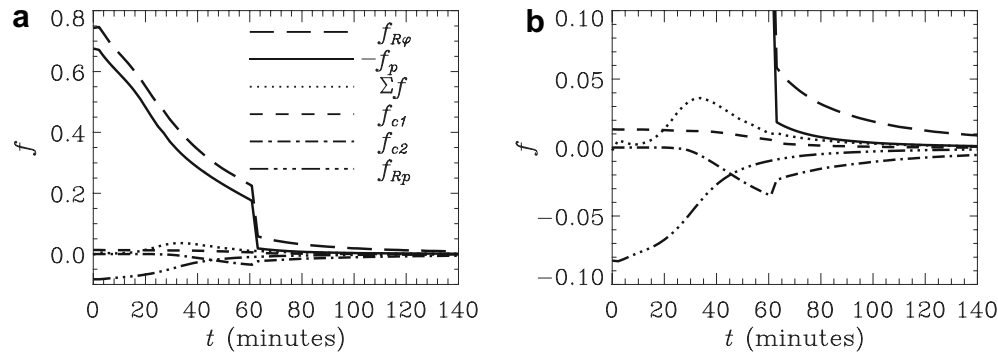 a
0.8
0.6
0.4
0.2
0.0
f
0 20 40 60 80 100 120 140
t (minutes)
f_{Rφ}
−f_p
Σf
f_{c1}
f_{c2}
f_{Rp}
b
0.10
0.05
0.00
−0.05
−0.10
f
0 20 40 60 80 100 120 140
t (minutes)